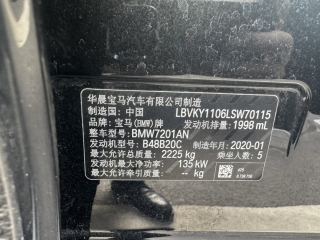 华晨宝马汽车有限公司制造
制造国：中国 LBVKY1106LSW70115
品牌：宝马(BMW)牌 发动机排量：1998 mL
整车型号：BMW7201AN
发动机型号：B48B20C 制造年月：2020-01
最大允许总质量：2225 kg 乘坐人数：5
发动机最大净功率： 135 kW
最大允许牵引质量： -- kg